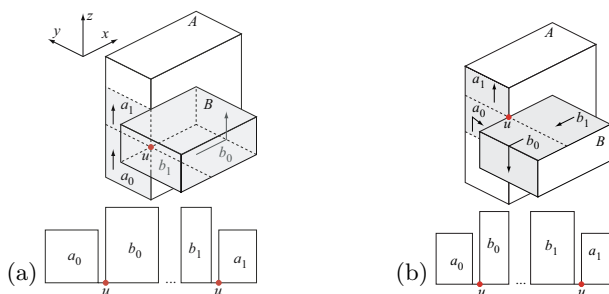 z
y
x
A
a₁
B
u
b₁
b₀
a₀
a₀
b₀
...
b₁
a₁
u
u
(a)
A
a₁
a₀
u
b₁
b₀
B
a₀
b₀
...
b₁
a₁
u
u
(b)